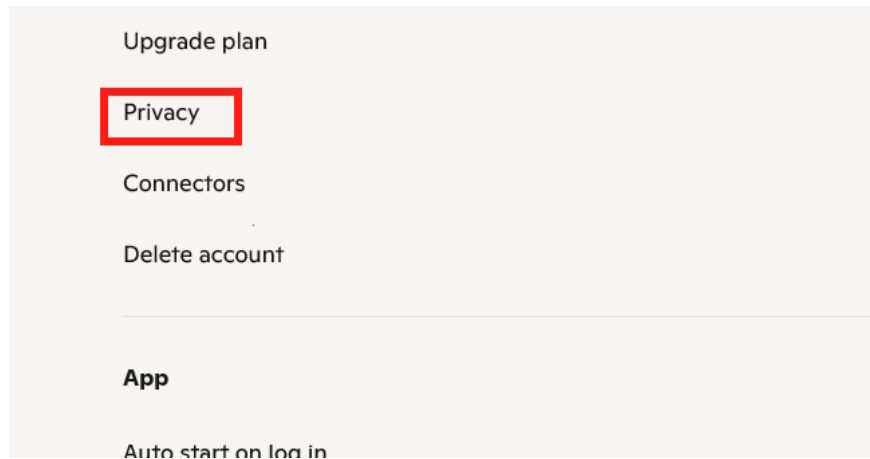 Upgrade plan
Privacy
Connectors
Delete account
App
Auto start on log in